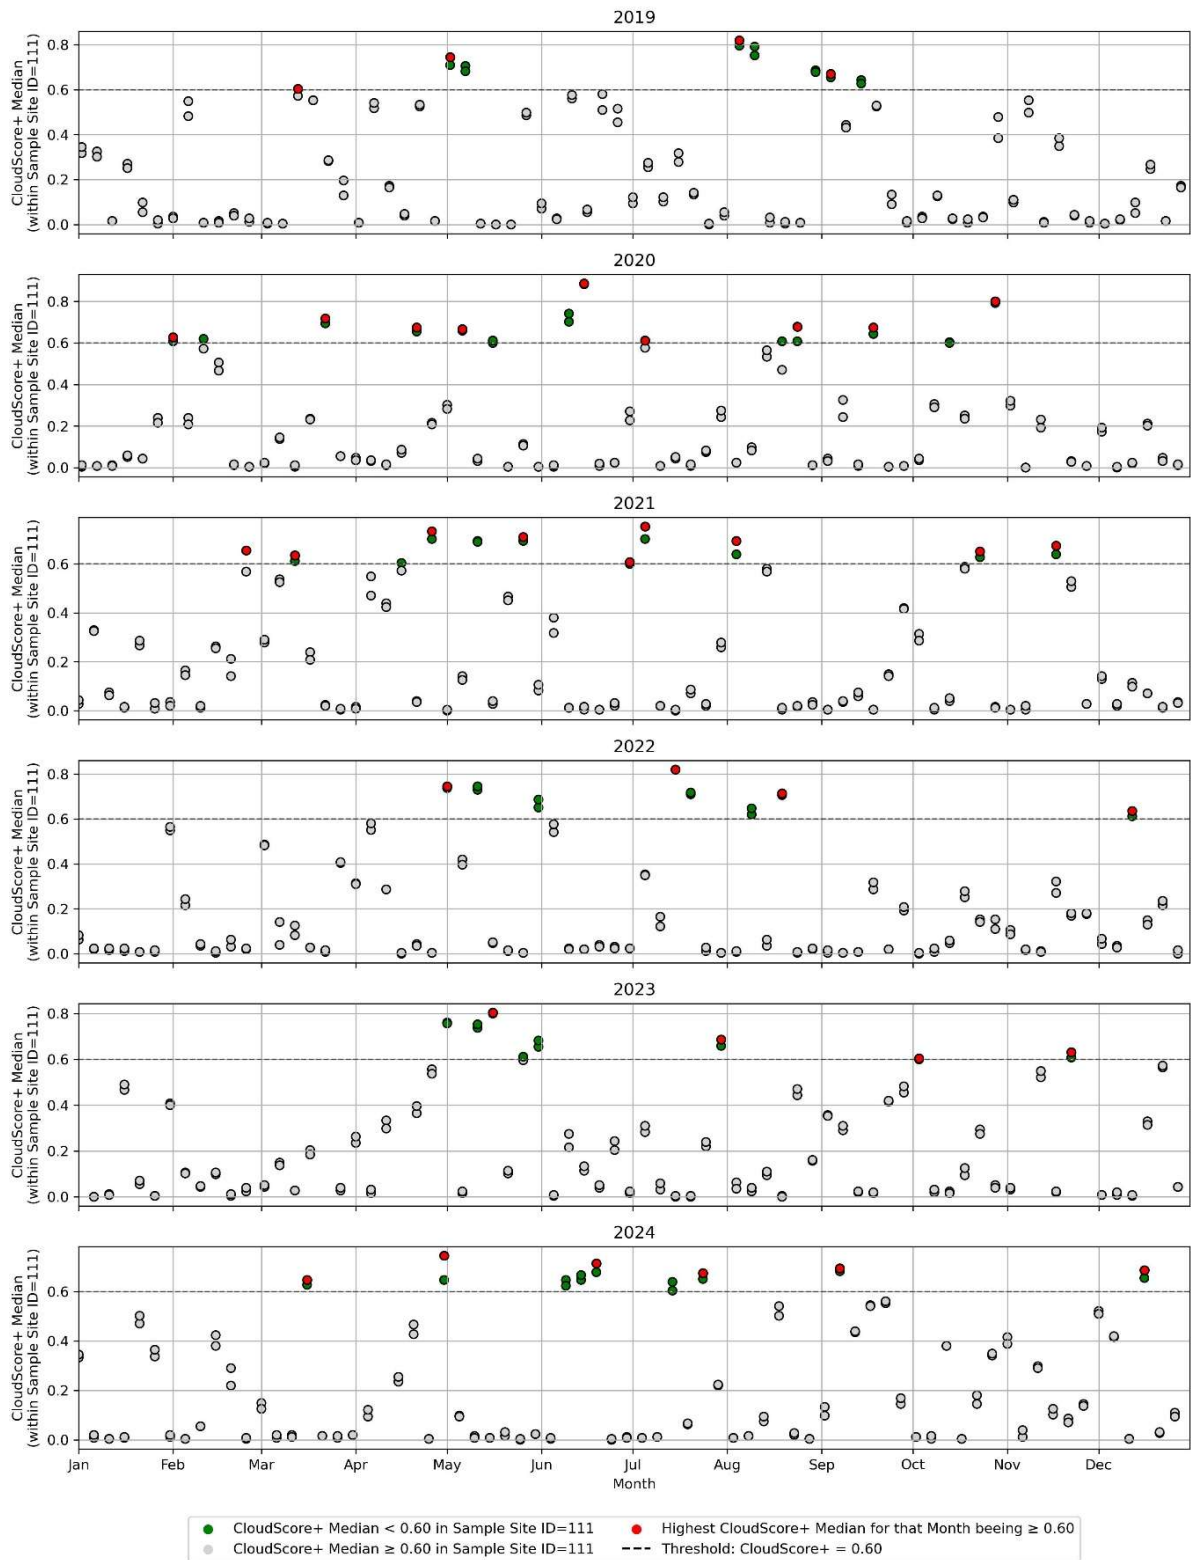 2019
CloudScore+ Median
(within Sample Site ID=111)
0.8
0.6
0.4
0.2
0.0
2020
CloudScore+ Median
(within Sample Site ID=111)
0.8
0.6
0.4
0.2
0.0
2021
CloudScore+ Median
(within Sample Site ID=111)
0.6
0.4
0.2
0.0
2022
CloudScore+ Median
(within Sample Site ID=111)
0.8
0.6
0.4
0.2
0.0
2023
CloudScore+ Median
(within Sample Site ID=111)
0.8
0.6
0.4
0.2
0.0
2024
CloudScore+ Median
(within Sample Site ID=111)
0.6
0.4
0.2
0.0
Jan Feb Mar Apr May Jun Jul Aug Sep Oct Nov Dec
Month
CloudScore+ Median < 0.60 in Sample Site ID=111
CloudScore+ Median ≥ 0.60 in Sample Site ID=111
Highest CloudScore+ Median for that Month beeing ≥ 0.60
Threshold: CloudScore+ = 0.60